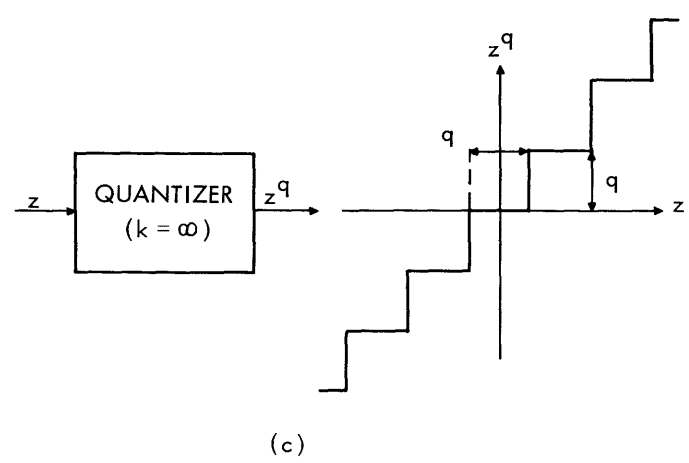 z
QUANTIZER
(k = ∞)
z^q
z^q
q
q
z
(c)